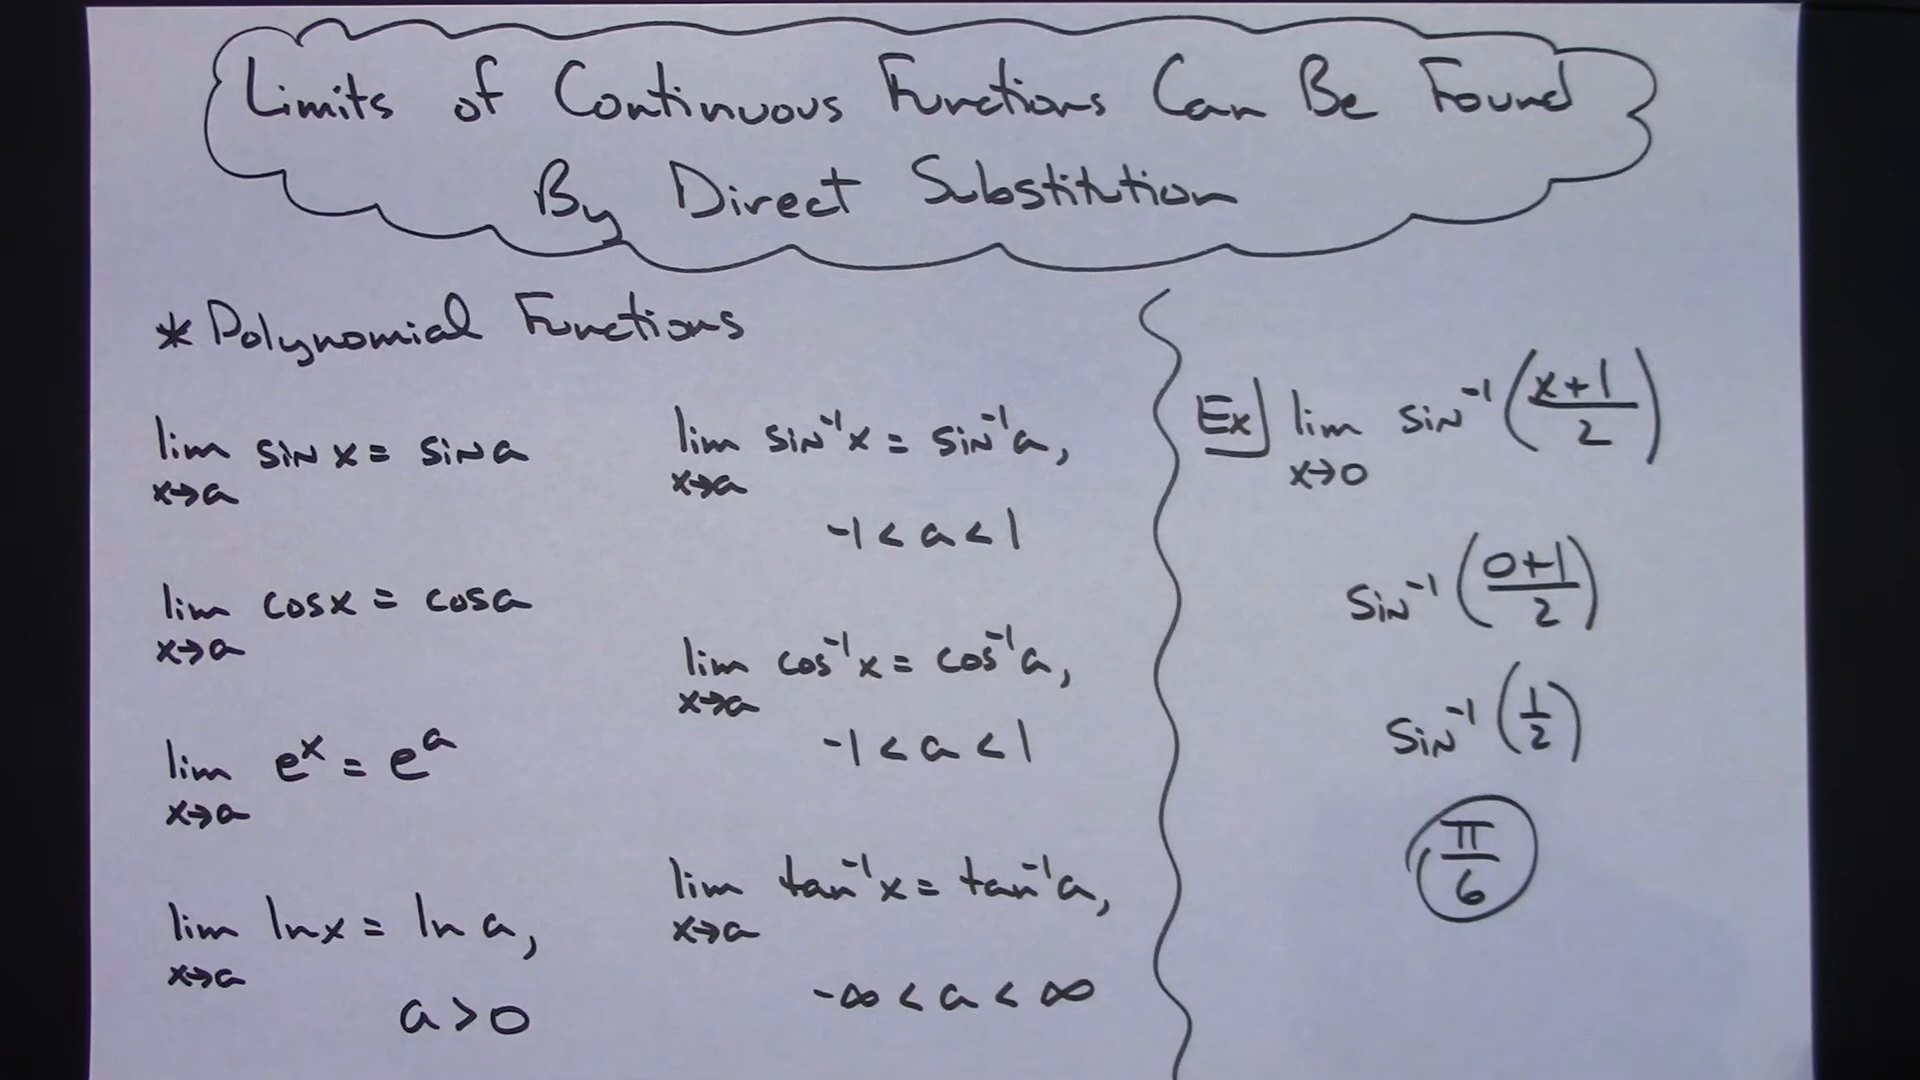 Limits of Continuous Functions Can Be Found
By Direct Substitution
* Polynomial Functions
lim sin x = sin a
x→a
lim cos x = cos a
x→a
lim eˣ = eᵃ
x→a
lim ln x = ln a,
x→a
a > 0
lim sin⁻¹x = sin⁻¹a,
x→a
-1 < a < 1
lim cos⁻¹x = cos⁻¹a,
x→a
-1 < a < 1
lim tan⁻¹x = tan⁻¹a,
x→a
-∞ < a < ∞
Ex] lim sin⁻¹ ((x+1)/2)
x→0
sin⁻¹ ((0+1)/2)
sin⁻¹ (1/2)
π/6